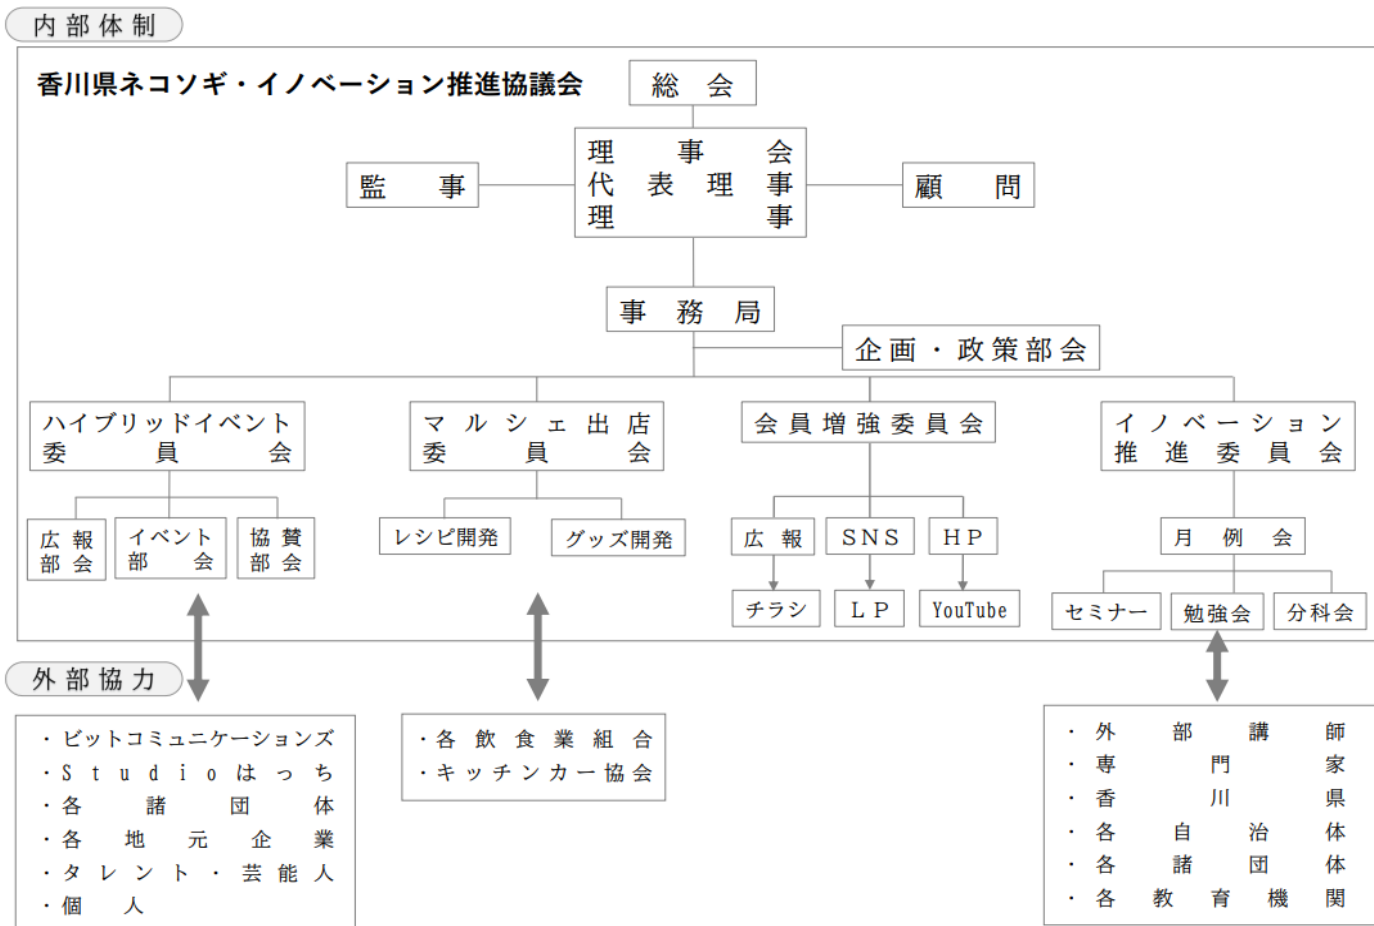 内部体制
香川県ネコソギ・イノベーション推進協議会
総会
理事会
代表理事
理事
監事
顧問
事務局
企画・政策部会
ハイブリッドイベント
委員会
マルシェ出店
委員会
会員増強委員会
イノベーション
推進委員会
広報
部会
イベント
部会
協賛
部会
レシピ開発
グッズ開発
広報
SNS
HP
月例会
チラシ
LP
YouTube
セミナー
勉強会
分科会
外部協力
・ビットコミュニケーションズ
・Studioはっち
・各諸団体
・各地元企業
・タレント・芸能人
・個人
・各飲食業組合
・キッチンカー協会
・外部講師
・専門家
・香川県
・各自治体
・各諸団体
・各教育機関